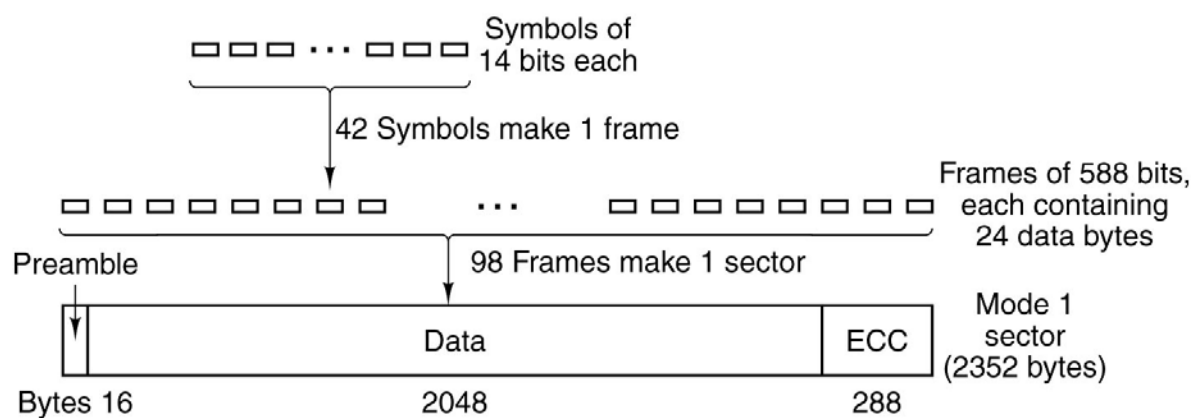 Symbols of
14 bits each
42 Symbols make 1 frame
Frames of 588 bits,
each containing
24 data bytes
Preamble
98 Frames make 1 sector
Mode 1
sector
(2352 bytes)
Data
ECC
Bytes 16
2048
288